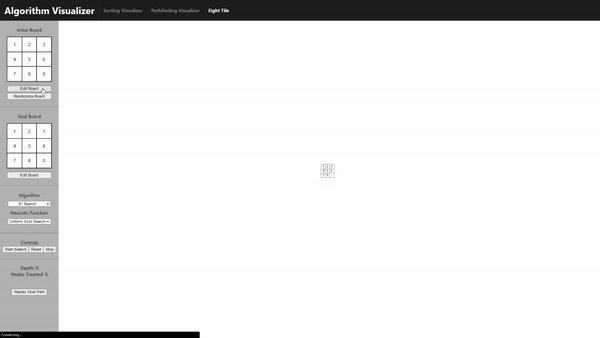 Algorithm Visualizer Sorting Visualizer Pathfinding Visualizer Eight Tile
Initial Board
1 2 3
4 5 6
7 8 0
Edit Board
Randomize Board
Goal Board
1 2 3
4 5 6
7 8 0
Edit Board
Algorithm
A* Search
Heuristic Function
Uniform Cost Search
Controls
Start Search Reset Stop
Depth: 0
Nodes Traveled: 0
Replay Goal Path
1 2 3
4 5 6
7 8
Connecting...